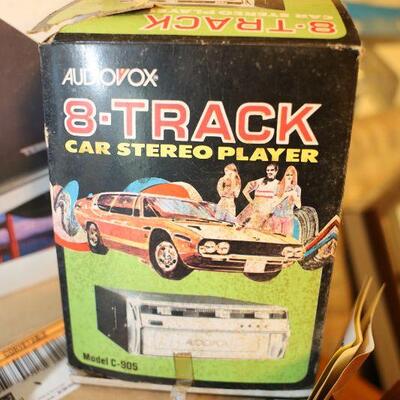 8-TRACK
CAR STEREO PLAYER
AUDIOVOX
8-TRACK
CAR STEREO PLAYER
AUDIOVOX
Model C-905